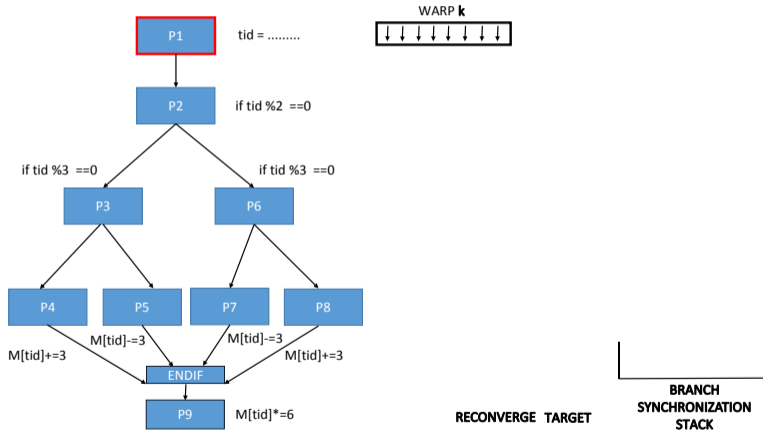 WARP k
P1
tid = .........
P2
if tid %2 ==0
if tid %3 ==0
if tid %3 ==0
P3
P6
P4
P5
P7
P8
M[tid]+=3
M[tid]-=3
M[tid]-=3
M[tid]+=3
ENDIF
P9
M[tid]*=6
RECONVERGE TARGET
BRANCH
SYNCHRONIZATION
STACK